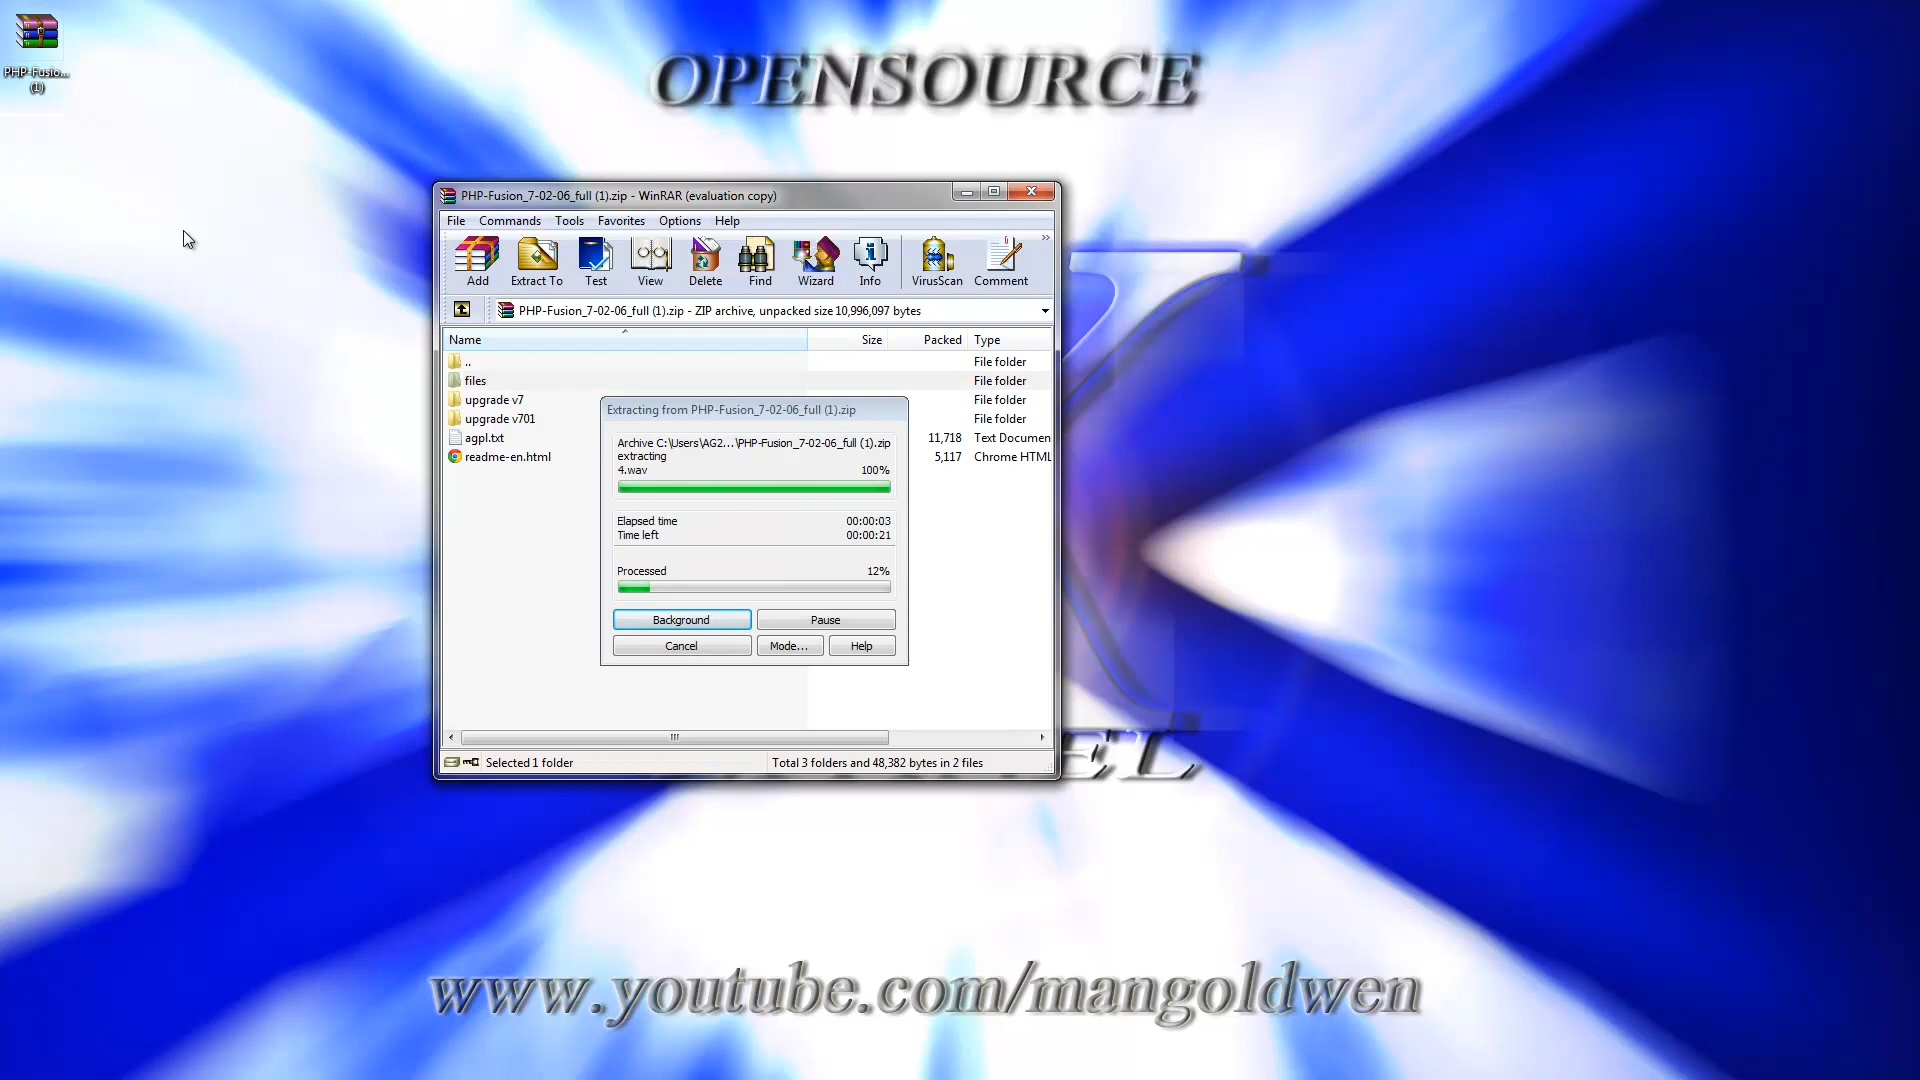 PHP-Fusio...
(1)
OPENSOURCE
PHP-Fusion_7-02-06_full (1).zip - WinRAR (evaluation copy)
File Commands Tools Favorites Options Help
Add Extract To Test View Delete Find Wizard Info VirusScan Comment
PHP-Fusion_7-02-06_full (1).zip - ZIP archive, unpacked size 10,996,097 bytes
Name Size Packed Type
.. File folder
files File folder
upgrade v7 File folder
upgrade v701 File folder
agpl.txt 11,718 Text Documen
readme-en.html 5,117 Chrome HTML
Extracting from PHP-Fusion_7-02-06_full (1).zip
Archive C:\Users\AG2...\PHP-Fusion_7-02-06_full (1).zip
extracting
4.wav 100%
Elapsed time 00:00:03
Time left 00:00:21
Processed 12%
Background Pause
Cancel Mode... Help
Selected 1 folder Total 3 folders and 48,382 bytes in 2 files
www.youtube.com/mangoldwen